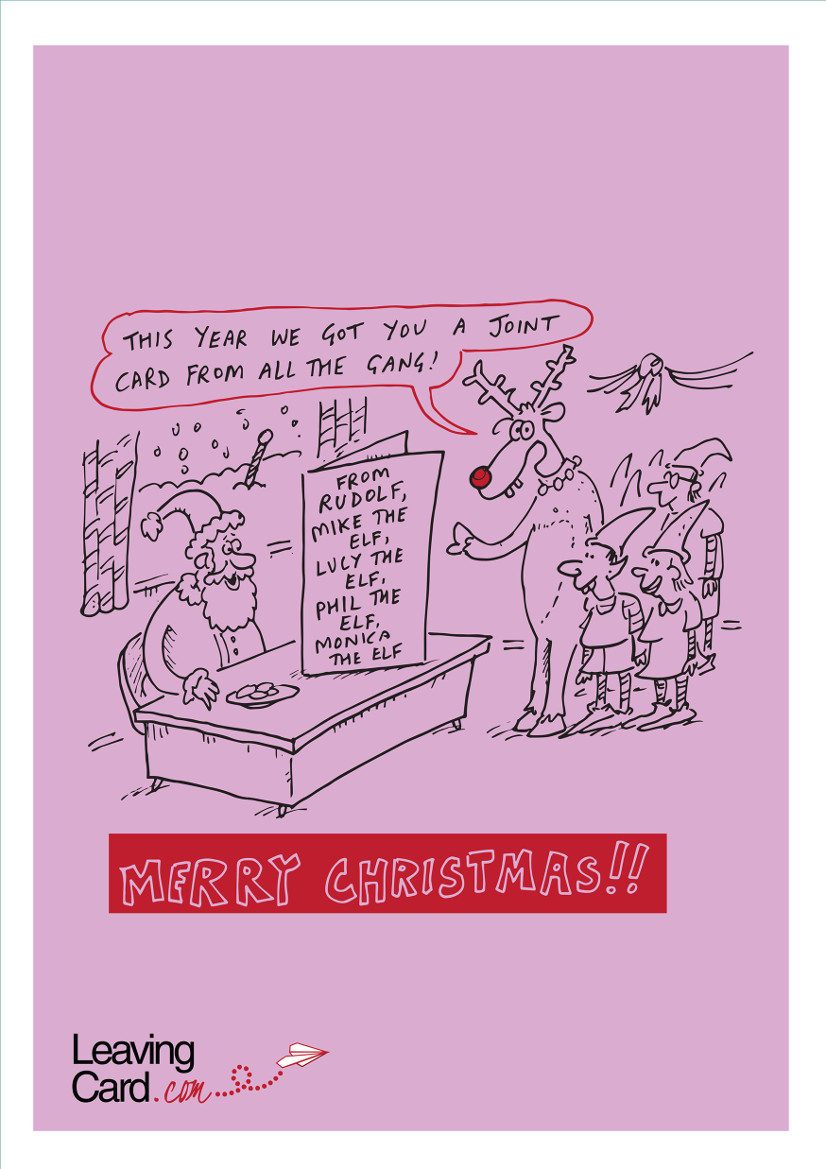 THIS YEAR WE GOT YOU A JOINT
CARD FROM ALL THE GANG!
FROM
RUDOLF,
MIKE THE
ELF,
LUCY THE
ELF,
PHIL THE
ELF,
MONICA
THE ELF
MERRY CHRISTMAS!!
Leaving
Card.com